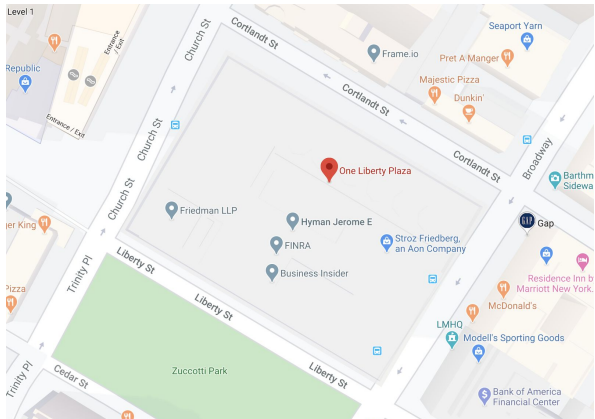 Level 1
Church St
Cortlandt St
Seaport Yarn
Frame.io
Pret A Manger
Entrance
/ Exit
Republic
Majestic Pizza
Dunkin'
Cortlandt St
Entrance / Exit
Church St
Cortlandt St
Broadway
One Liberty Plaza
Barthm
Sidewa
Church St
Friedman LLP
Hyman Jerome E
GAP
Gap
ger King
FINRA
Stroz Friedberg,
an Aon Company
Liberty St
Trinity Pl
Business Insider
Residence Inn b
Marriott New York.
Pizza
Liberty St
McDonald's
LMHQ
Modell's Sporting Goods
Zuccotti Park
Liberty St
Trinity Pl
Cedar St
Bank of America
Financial Center